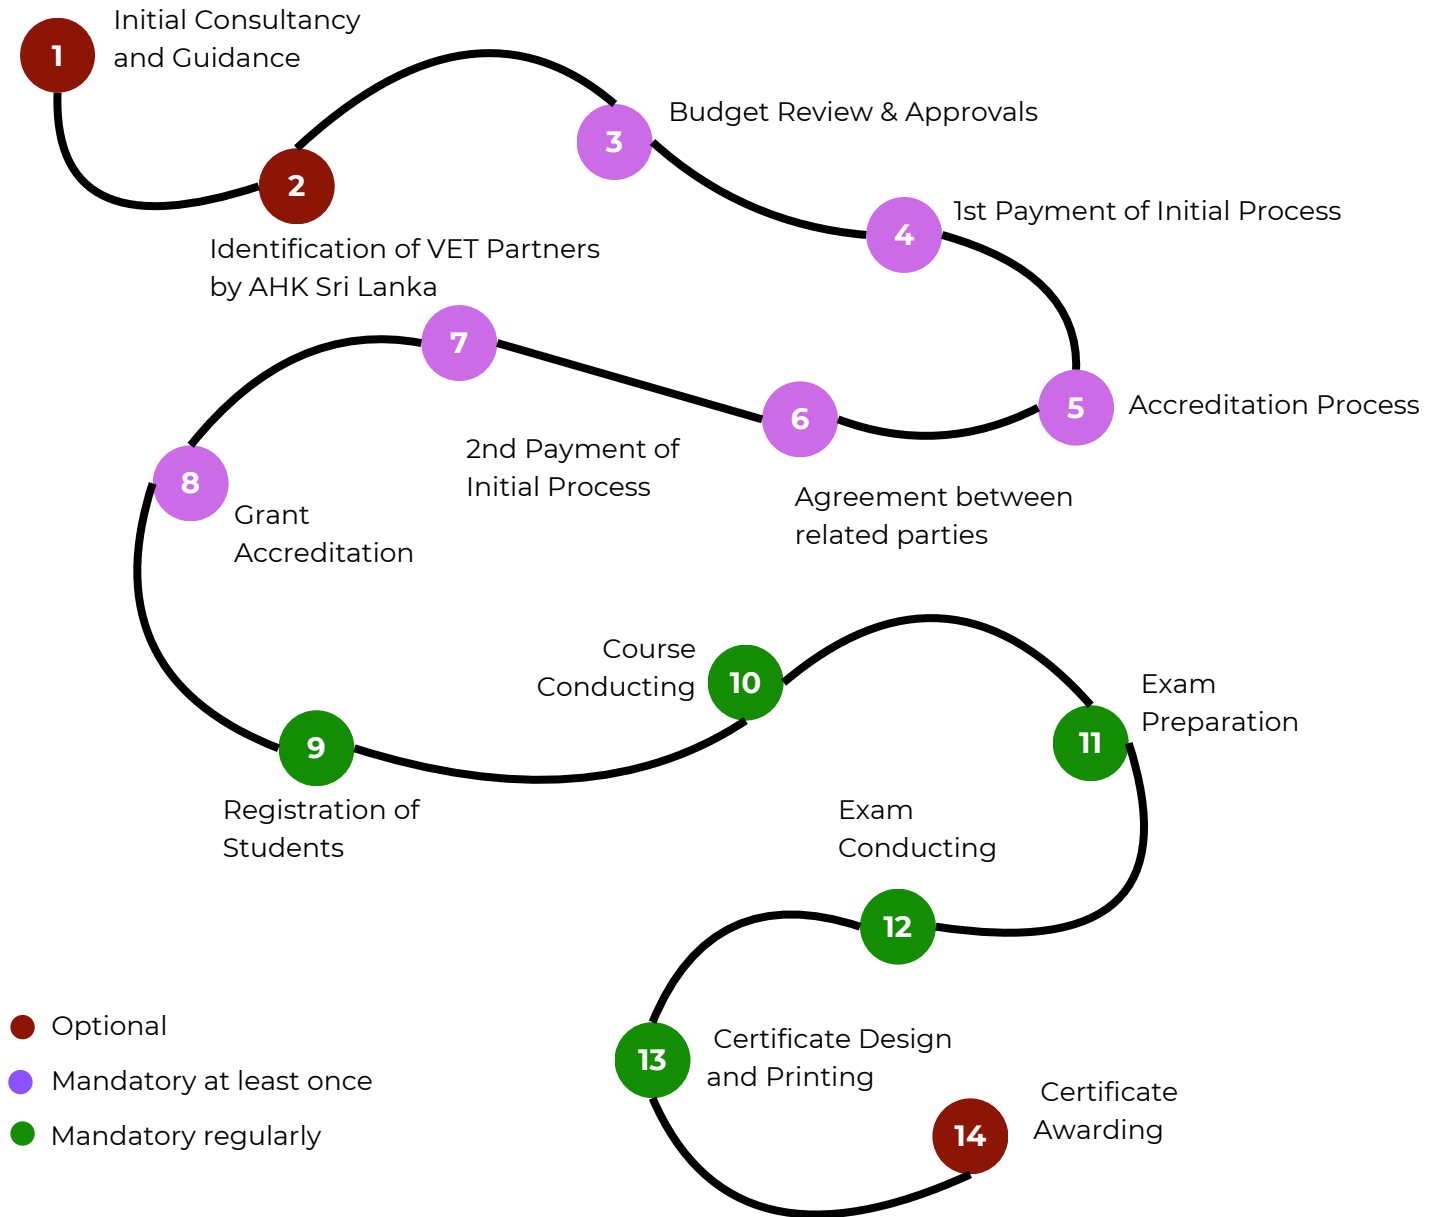 1
Initial Consultancy
and Guidance
2
Identification of VET Partners
by AHK Sri Lanka
3
Budget Review & Approvals
4
1st Payment of Initial Process
5
Accreditation Process
6
Agreement between
related parties
7
2nd Payment of
Initial Process
8
Grant
Accreditation
9
Registration of
Students
10
Course
Conducting
11
Exam
Preparation
12
Exam
Conducting
13
Certificate Design
and Printing
14
Certificate
Awarding
Optional
Mandatory at least once
Mandatory regularly